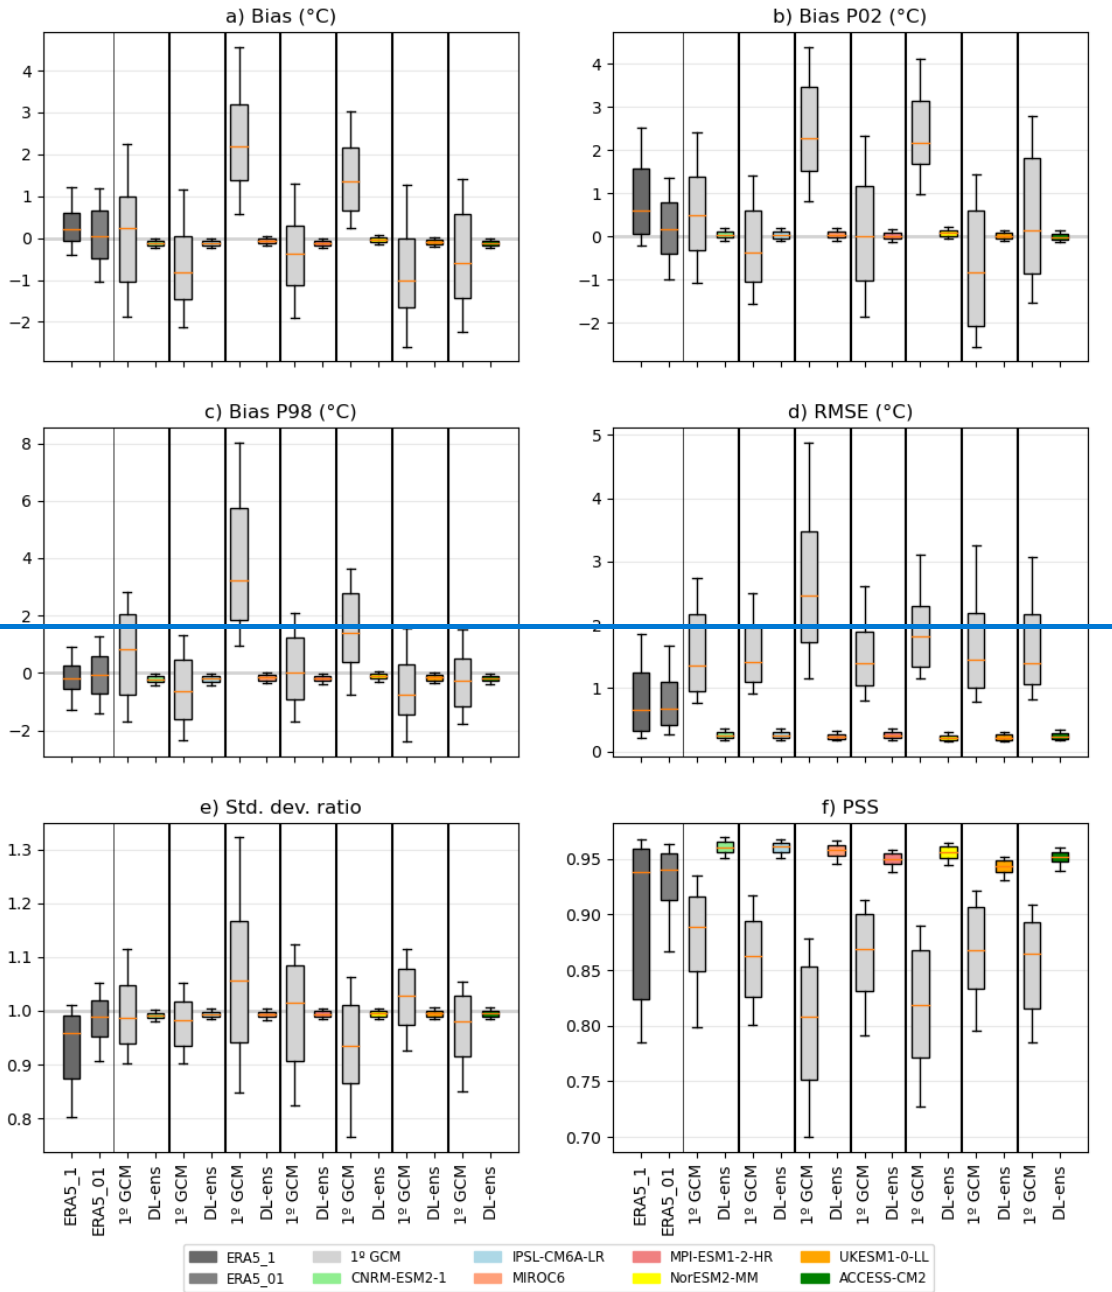 a) Bias (°C)
b) Bias P02 (°C)
4
3
2
1
0
−1
−2
4
3
2
1
0
−1
−2
c) Bias P98 (°C)
d) RMSE (°C)
8
6
4
2
0
−2
5
4
3
2
1
0
e) Std. dev. ratio
f) PSS
1.3
1.2
1.1
1.0
0.9
0.8
0.95
0.90
0.85
0.80
0.75
0.70
ERA5_1
ERA5_01
1º GCM
DL-ens
1º GCM
DL-ens
1º GCM
DL-ens
1º GCM
DL-ens
1º GCM
DL-ens
1º GCM
DL-ens
1º GCM
DL-ens
ERA5_1
ERA5_01
1º GCM
DL-ens
1º GCM
DL-ens
1º GCM
DL-ens
1º GCM
DL-ens
1º GCM
DL-ens
1º GCM
DL-ens
1º GCM
DL-ens
ERA5_1
ERA5_01
1º GCM
CNRM-ESM2-1
IPSL-CM6A-LR
MIROC6
MPI-ESM1-2-HR
NorESM2-MM
UKESM1-0-LL
ACCESS-CM2